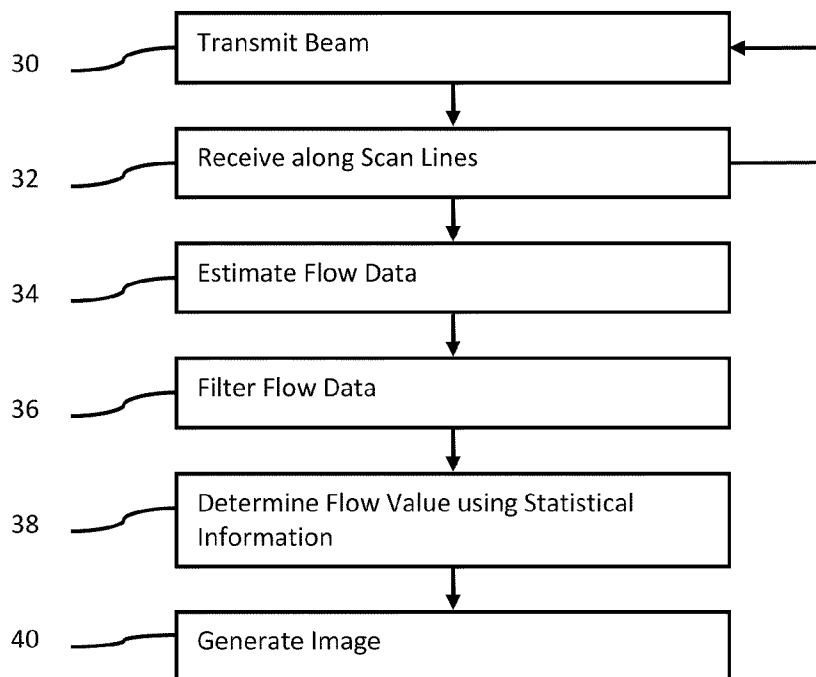 30 Transmit Beam
32 Receive along Scan Lines
34 Estimate Flow Data
36 Filter Flow Data
38 Determine Flow Value using Statistical
Information
40 Generate Image